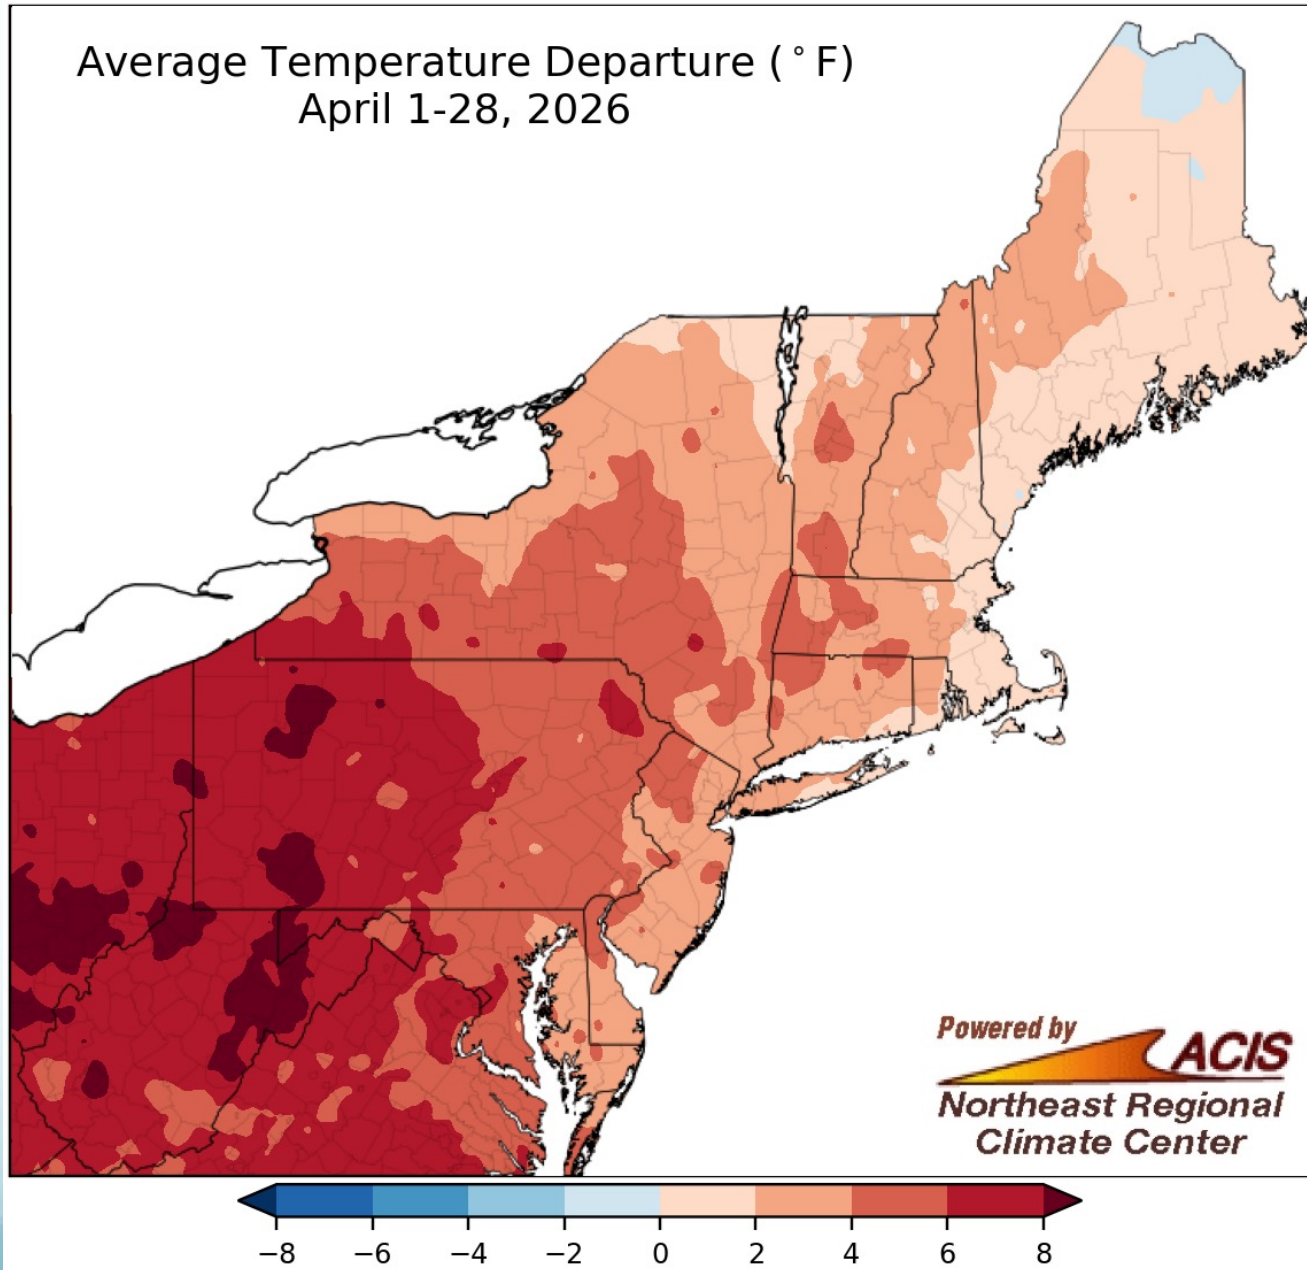 Average Temperature Departure (°F)
April 1-28, 2026
Powered by
ACIS
Northeast Regional
Climate Center
−8 −6 −4 −2 0 2 4 6 8